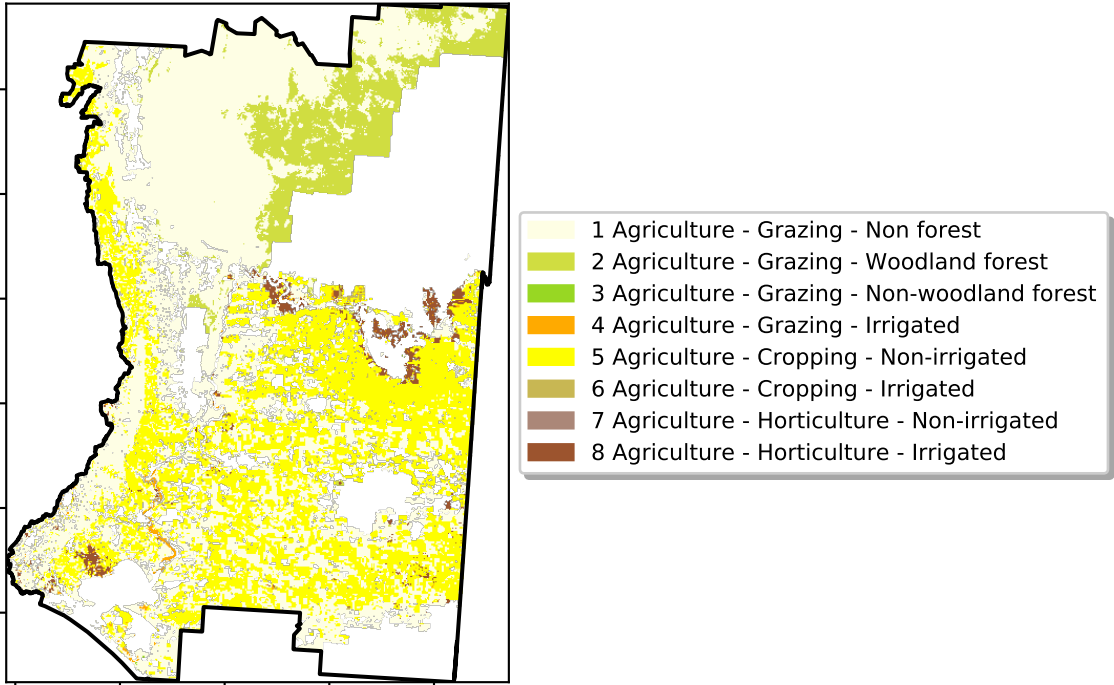 1 Agriculture - Grazing - Non forest
2 Agriculture - Grazing - Woodland forest
3 Agriculture - Grazing - Non-woodland forest
4 Agriculture - Grazing - Irrigated
5 Agriculture - Cropping - Non-irrigated
6 Agriculture - Cropping - Irrigated
7 Agriculture - Horticulture - Non-irrigated
8 Agriculture - Horticulture - Irrigated